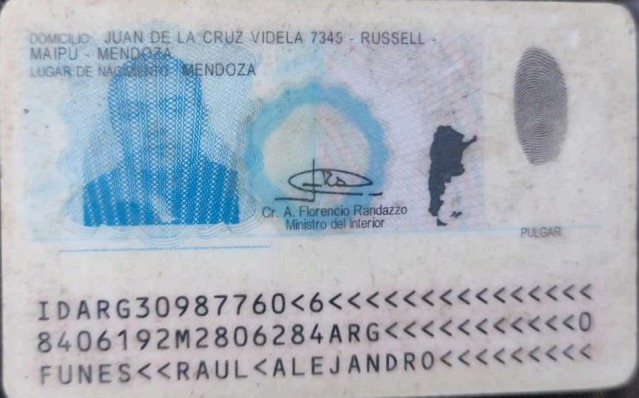 DOMICILIO: JUAN DE LA CRUZ VIDELA 7345 - RUSSELL -
MAIPU - MENDOZA
LUGAR DE NACIMIENTO: MENDOZA
Cr. A. Florencio Randazzo
Ministro del Interior
PULGAR
IDARG30987760<6<<<<<<<<<<<<<<<
8406192M2806284ARG<<<<<<<<<<<0
FUNES<<RAUL<ALEJANDRO<<<<<<<<<